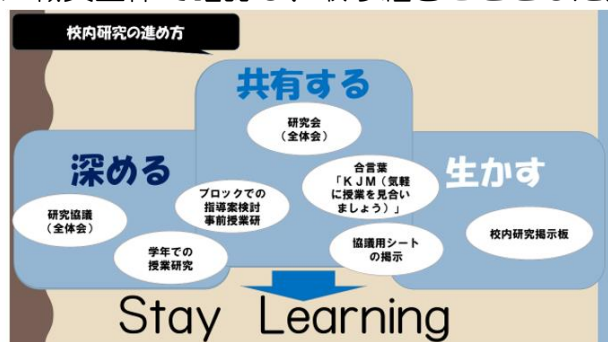 校内研究の進め方
共有する
研究会
(全体会)
深める
生かす
合言葉
「KJM(気軽
に授業を見合い
ましょう)」
ブロックでの
指導案検討
事前授業研
研究協議
(全体会)
学年での
授業研究
協議用シート
の掲示
校内研究掲示板
Stay Learning